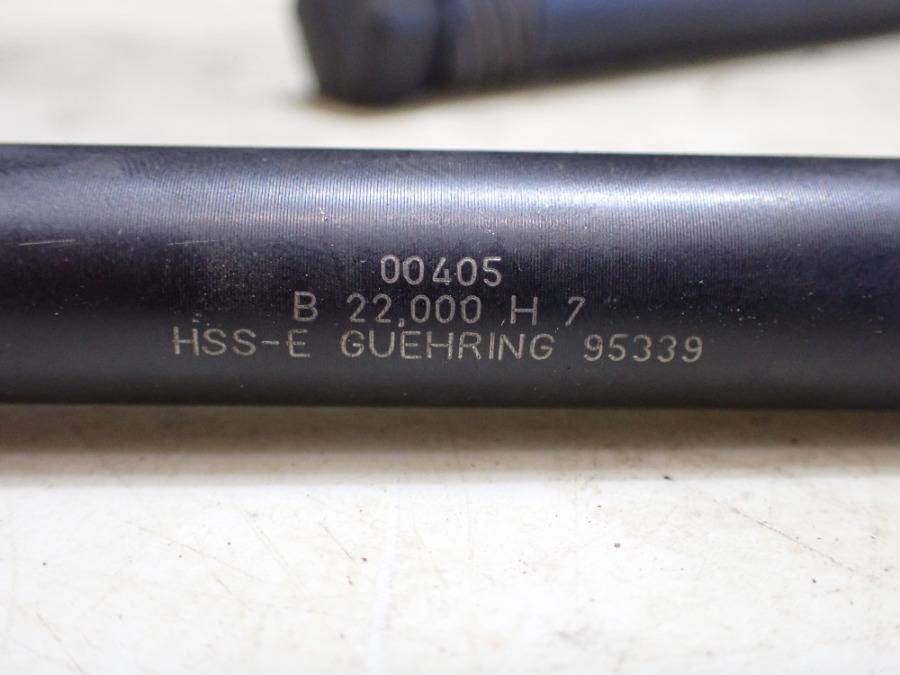 00405
B 22,000 H 7
HSS-E GUEHRING 95339